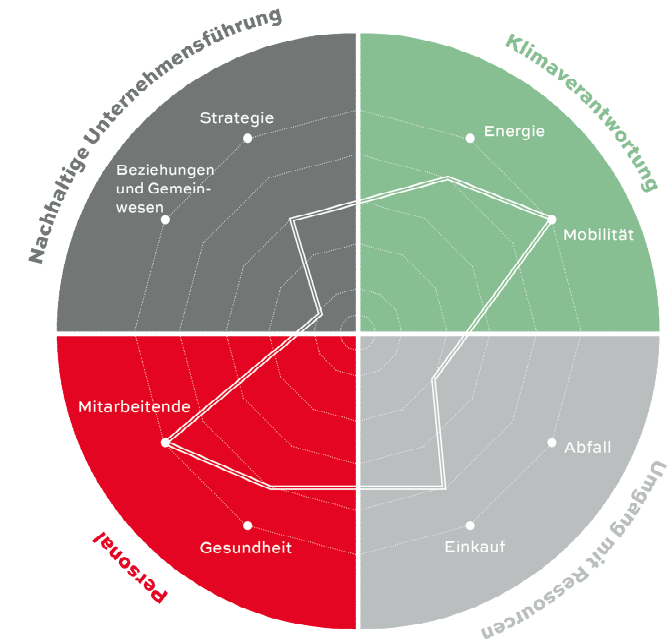 Nachhaltige Unternehmensführung
Klimaverantwortung
Strategie
Energie
Beziehungen
und Gemein-
wesen
Mobilität
Mitarbeitende
Abfall
Gesundheit
Einkauf
Personal
Umgang mit Ressourcen